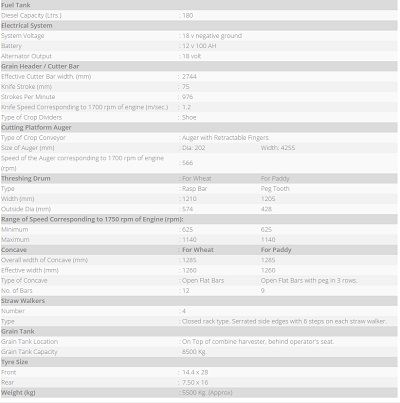 Fuel Tank
Diesel Capacity (Ltrs.) : 180
Electrical System
System Voltage : 18 v negative ground
Battery : 12 v 100 AH
Alternator Output : 18 volt
Grain Header / Cutter Bar
Effective Cutter Bar width. (mm) : 2744
Knife Stroke (mm) : 75
Strokes Per Minute : 976
Knife Speed Corresponding to 1700 rpm of engine (m/sec.) : 1.2
Type of Crop Dividers : Shoe
Cutting Platform Auger
Type of Crop Conveyor : Auger with Retractable Fingers
Size of Auger (mm) : Dia: 202 Width: 4255
Speed of the Auger corresponding to 1700 rpm of engine
(rpm) : 586
Threshing Drum : For Wheat For Paddy
Type : Rasp Bar Peg Tooth
Width (mm) : 1210 1205
Outside Dia (mm) : 574 428
Range of Speed Corresponding to 1750 rpm of Engine (rpm):
Minimum : 625 625
Maximum : 1140 1140
Concave : For Wheat For Paddy
Overall width of Concave (mm) : 1285 1285
Effective width (mm) : 1260 1260
Type of Concave : Open Flat Bars Open Flat Bars with peg in 3 rows.
No. of Bars : 12 9
Straw Walkers
Number : 4
Type : Closed rack type. Serrated side edges with 6 steps on each straw walker.
Grain Tank
Grain Tank Location : On Top of combine harvester, behind operator's seat.
Grain Tank Capacity 8500 Kg
Tyre Size
Front : 14.4 x 28
Rear : 7.50 x 16
Weight (kg) : 5500 Kg. (Approx)